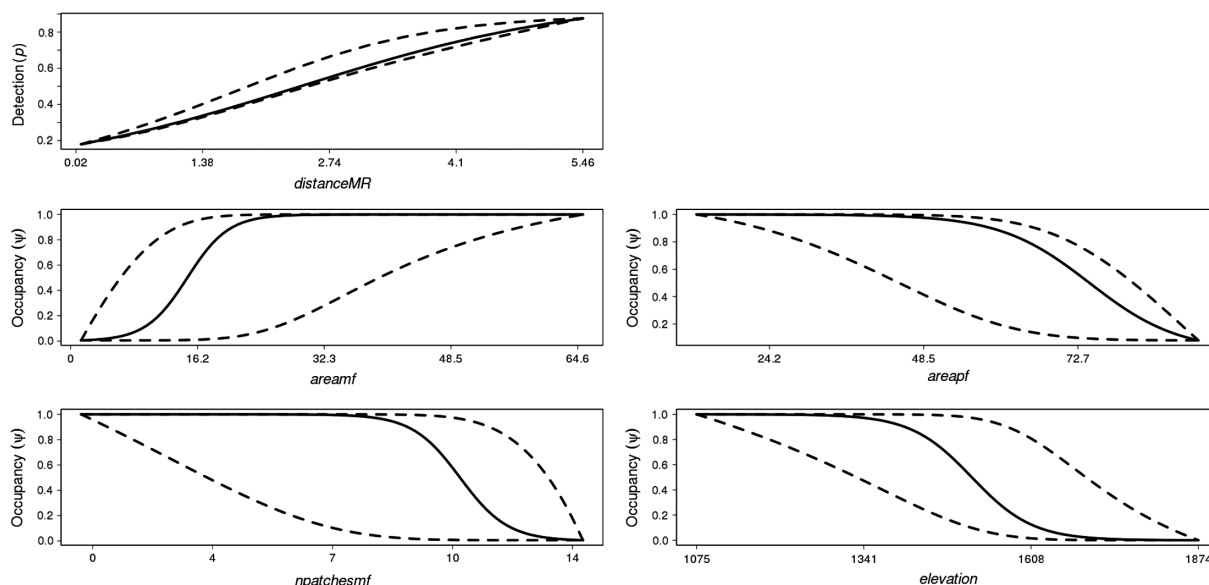 Detection (p)
0.8
0.6
0.4
0.2
0.02 1.38 2.74 4.1 5.46
distanceMR
Occupancy (ψ)
1.0
0.8
0.6
0.4
0.2
0.0
0 16.2 32.3 48.5 64.6
areamf
Occupancy (ψ)
1.0
0.8
0.6
0.4
0.2
24.2 48.5 72.7
areapf
Occupancy (ψ)
1.0
0.8
0.6
0.4
0.2
0.0
0 4 7 10 14
npatchesmf
Occupancy (ψ)
1.0
0.8
0.6
0.4
0.2
0.0
1075 1341 1608 1874
elevation